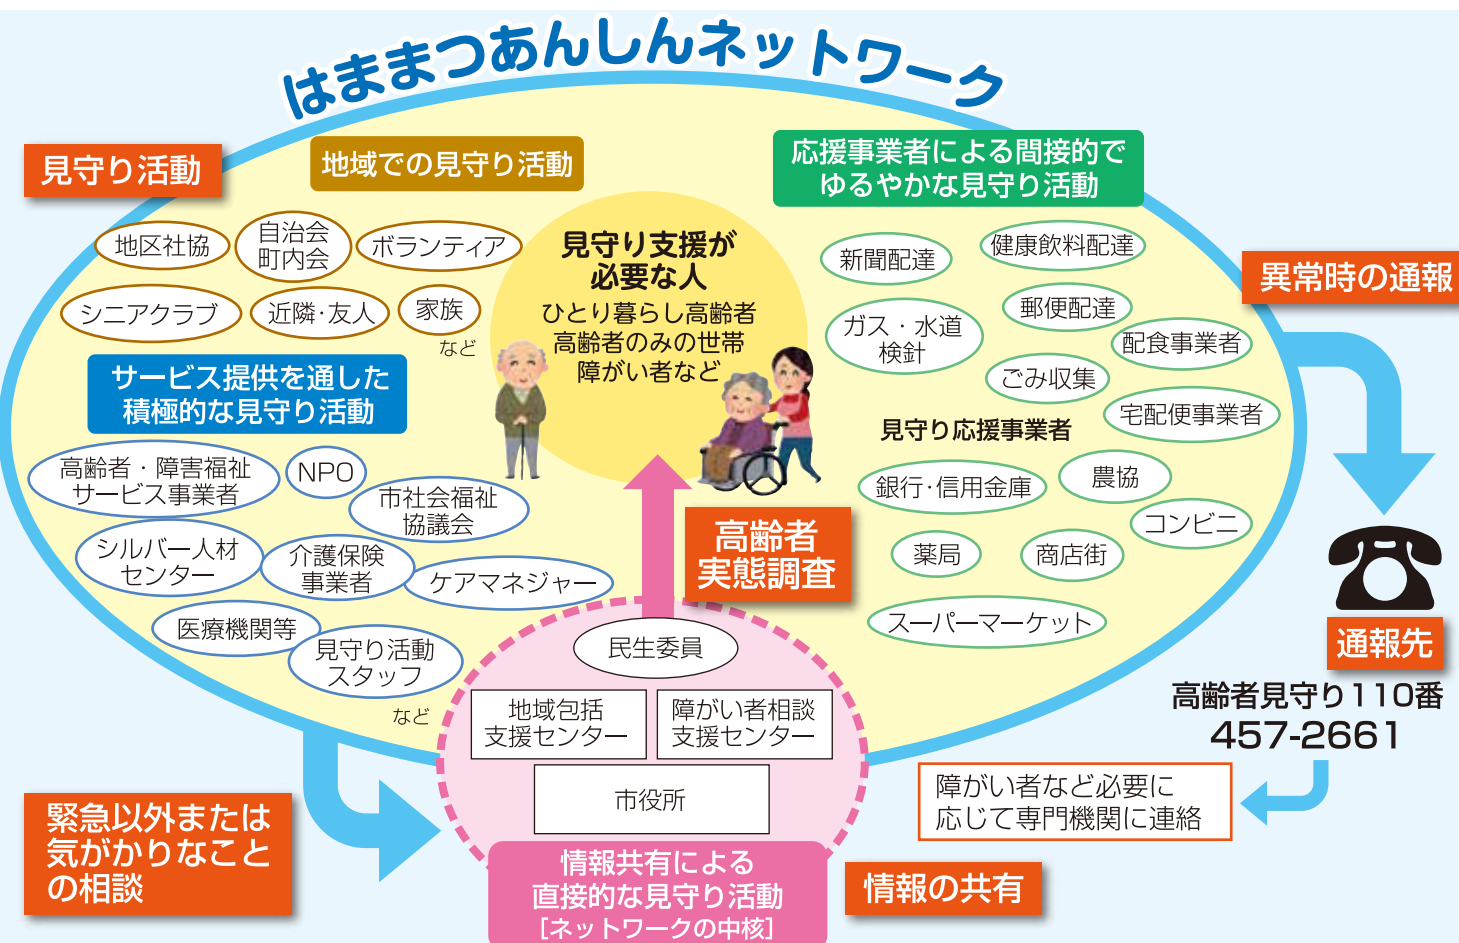 はままつあんしんネットワーク
見守り活動
地域での見守り活動
地区社協
自治会
町内会
ボランティア
シニアクラブ
近隣・友人
家族
など
サービス提供を通した
積極的な見守り活動
高齢者・障害福祉
サービス事業者
NPO
市社会福祉
協議会
シルバー人材
センター
介護保険
事業者
ケアマネジャー
医療機関等
見守り活動
スタッフ
など
見守り支援が
必要な人
ひとり暮らし高齢者
高齢者のみの世帯
障がい者など
応援事業者による間接的で
ゆるやかな見守り活動
新聞配達
健康飲料配達
郵便配達
ガス・水道
検針
配食事業者
ごみ収集
宅配便事業者
見守り応援事業者
銀行・信用金庫
農協
コンビニ
薬局
商店街
スーパーマーケット
異常時の通報
通報先
高齢者見守り110番
457-2661
障がい者など必要に
応じて専門機関に連絡
高齢者
実態調査
民生委員
地域包括
支援センター
障がい者相談
支援センター
市役所
情報共有による
直接的な見守り活動
[ネットワークの中核]
緊急以外または
気がかりなこと
の相談
情報の共有